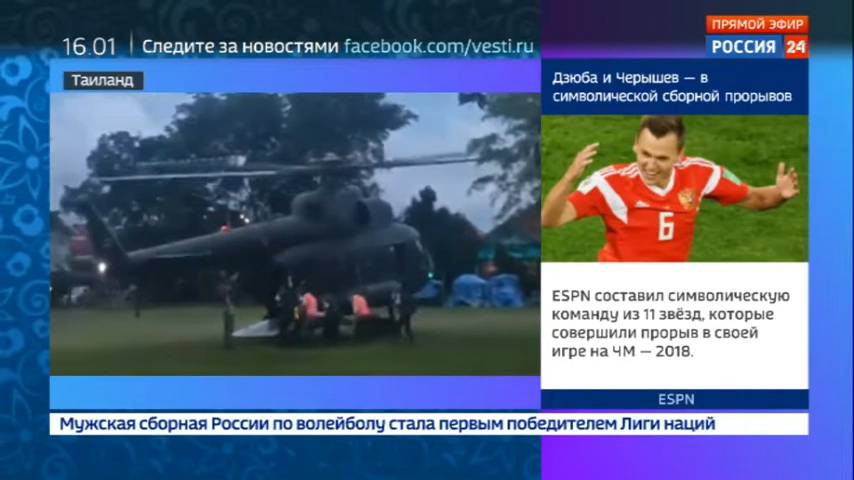 16.01 Следите за новостями facebook.com/vesti.ru
ПРЯМОЙ ЭФИР
РОССИЯ 24
Таиланд
Дзюба и Черышев — в
символической сборной прорывов
6
ESPN составил символическую
команду из 11 звёзд, которые
совершили прорыв в своей
игре на ЧМ — 2018.
ESPN
Мужская сборная России по волейболу стала первым победителем Лиги наций